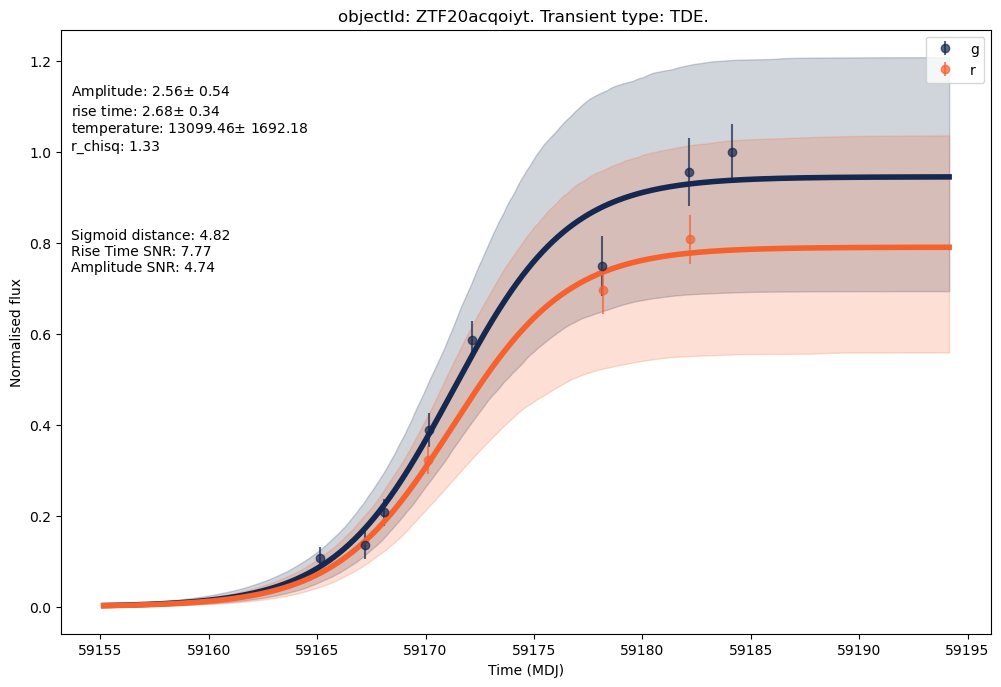 objectId: ZTF20acqoiyt. Transient type: TDE.
g
r
Amplitude: 2.56± 0.54
rise time: 2.68± 0.34
temperature: 13099.46± 1692.18
r_chisq: 1.33
Sigmoid distance: 4.82
Rise Time SNR: 7.77
Amplitude SNR: 4.74
Normalised flux
1.2
1.0
0.8
0.6
0.4
0.2
0.0
59155 59160 59165 59170 59175 59180 59185 59190 59195
Time (MDJ)